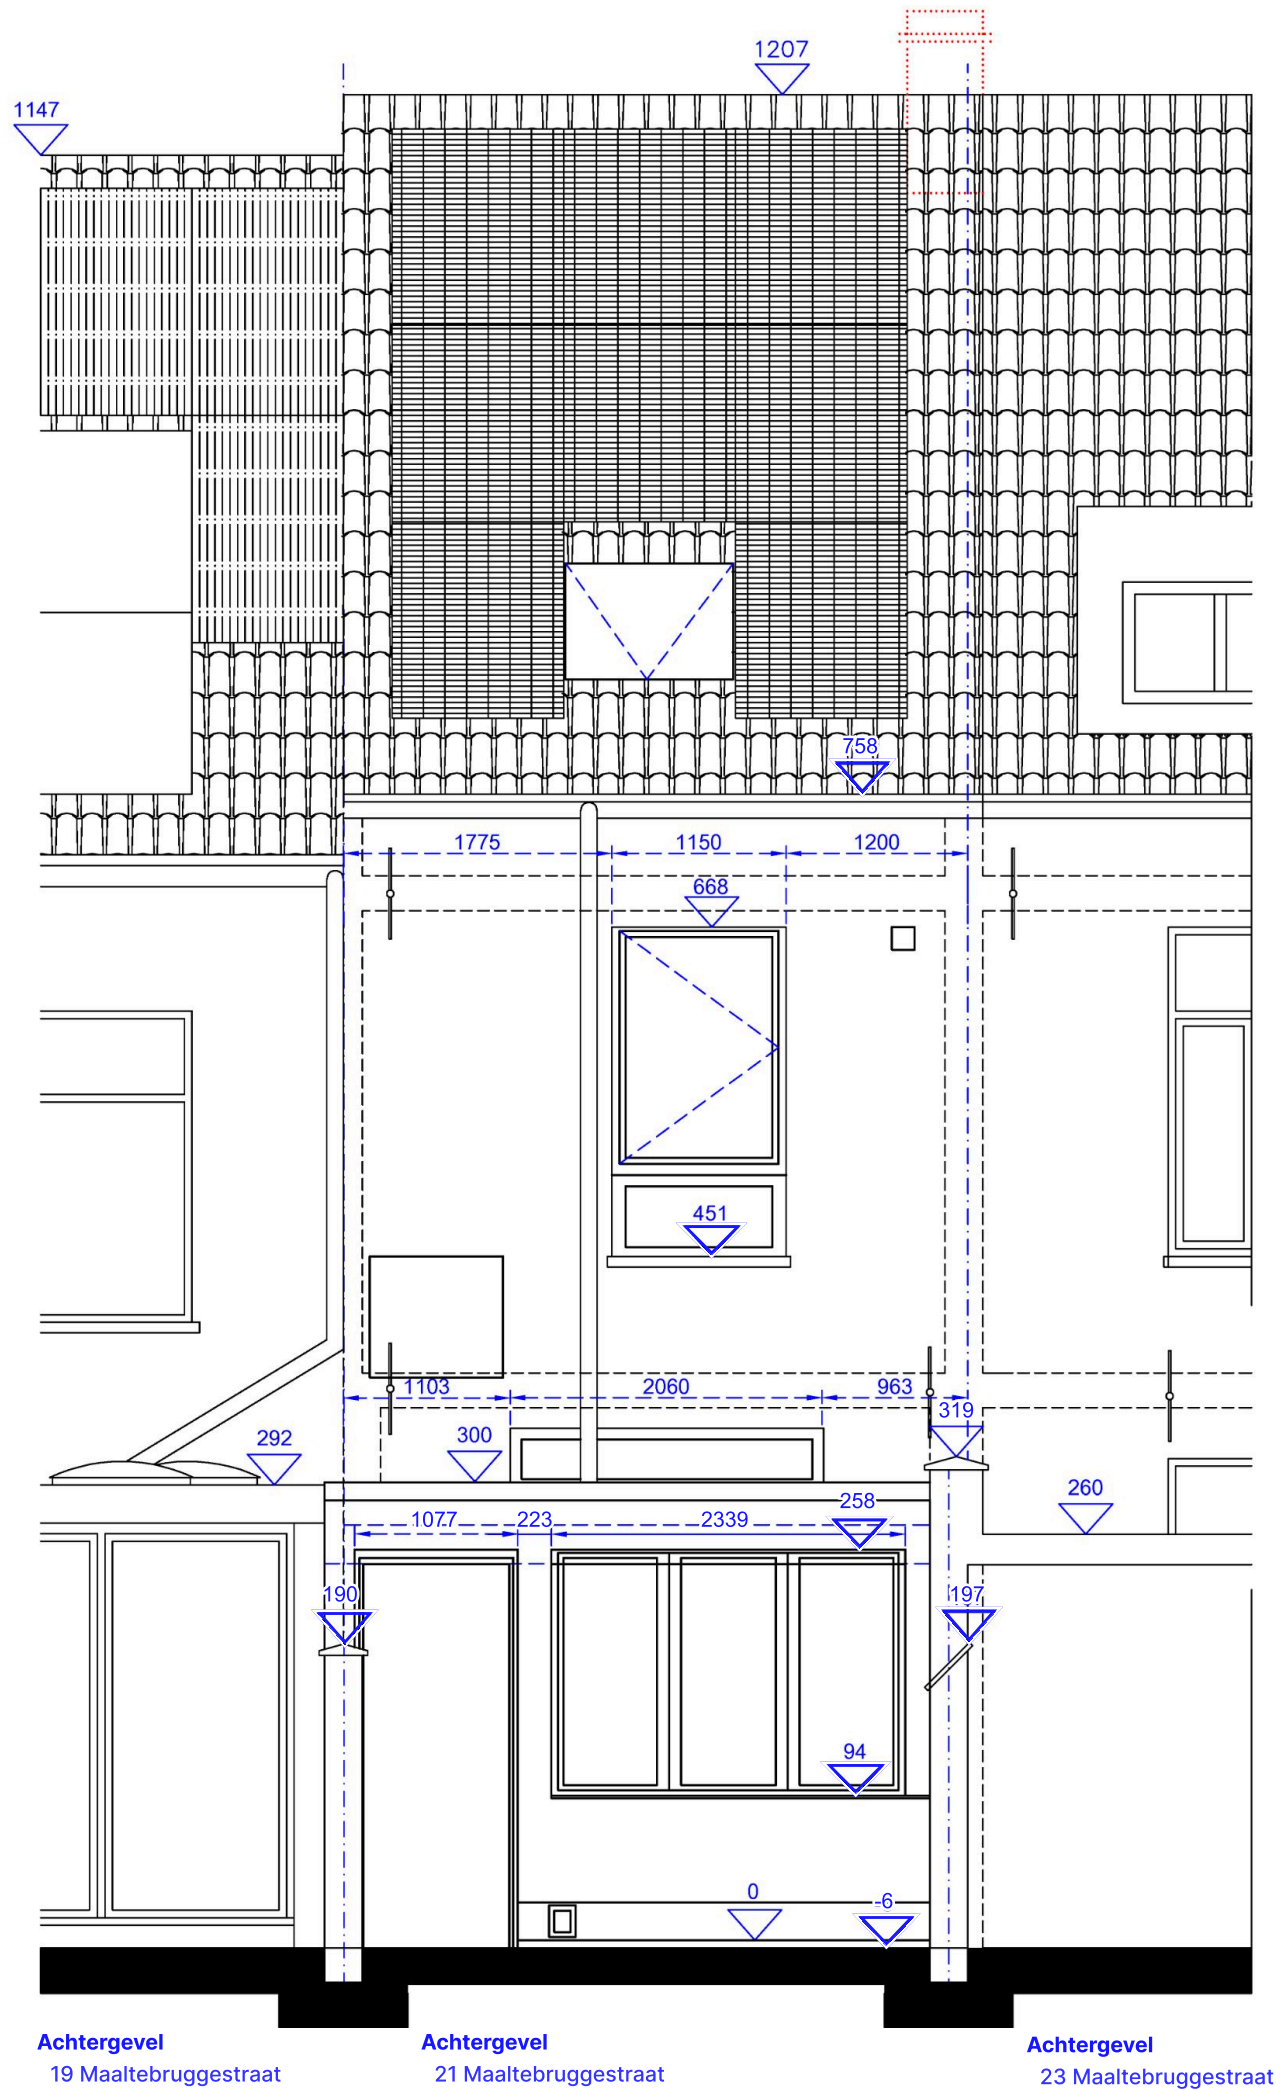 1207
1147
758
1775 1150 1200
668
451
1103 2060 963
319
300
292
260
258
1077 223 2339
190
197
94
0
-6
Achtergevel
19 Maaltebruggestraat
Achtergevel
21 Maaltebruggestraat
Achtergevel
23 Maaltebruggestraat